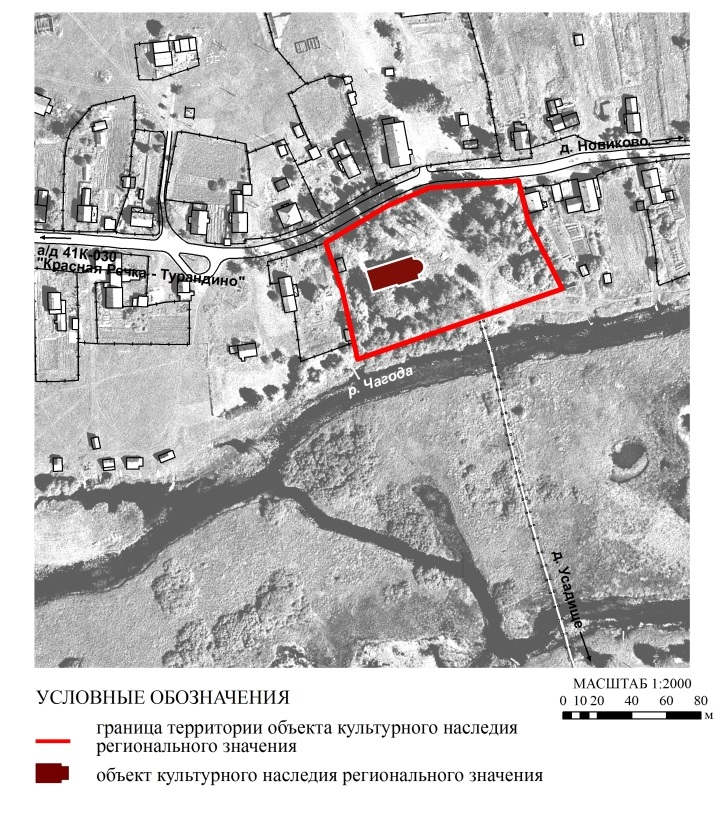 д. Новиково
а/д 41К-030
"Красная Речка - Турандино"
р. Чагода
д. Усадище
УСЛОВНЫЕ ОБОЗНАЧЕНИЯ
МАСШТАБ 1:2000
0 10 20 40 60 80
м
граница территории объекта культурного наследия
регионального значения
объект культурного наследия регионального значения